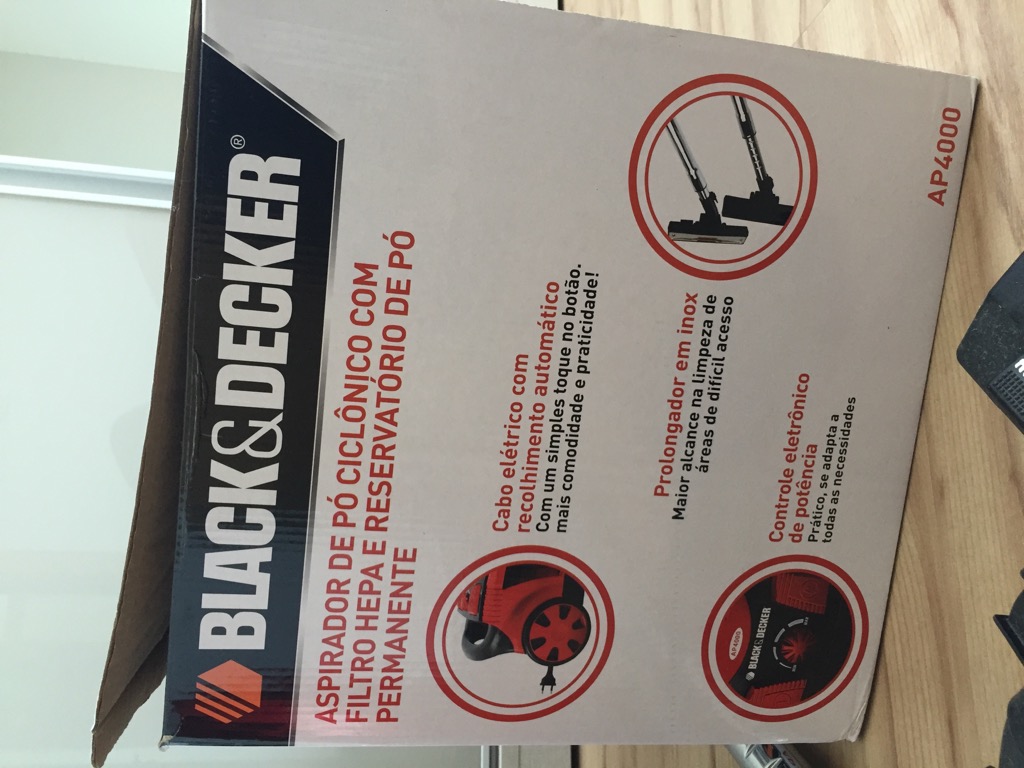 BLACK&DECKER®
ASPIRADOR DE PÓ CICLÔNICO COM
FILTRO HEPA E RESERVATÓRIO DE PÓ
PERMANENTE
Cabo elétrico com
recolhimento automático
Com um simples toque no botão.
mais comodidade e praticidade!
Prolongador em inox
Maior alcance na limpeza de
áreas de difícil acesso
AP4000
BLACK&DECKER
Controle eletrônico
de potência
Prático, se adapta a
todas as necessidades
AP4000